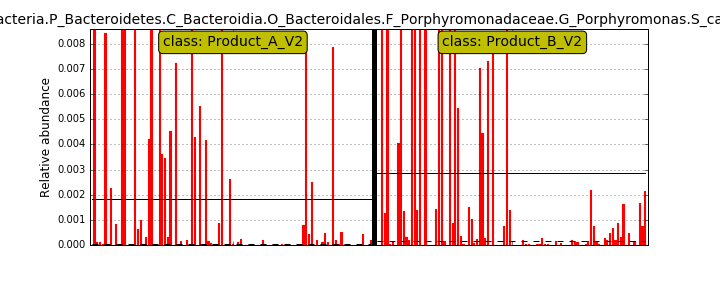 acteria.P_Bacteroidetes.C_Bacteroidia.O_Bacteroidales.F_Porphyromonadaceae.G_Porphyromonas.S_ca
class: Product_A_V2
class: Product_B_V2
Relative abundance
0.008
0.007
0.006
0.005
0.004
0.003
0.002
0.001
0.000